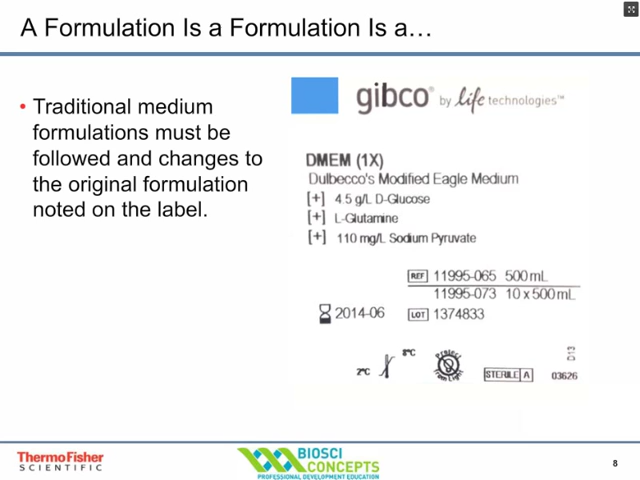 A Formulation Is a Formulation Is a…
• Traditional medium
formulations must be
followed and changes to
the original formulation
noted on the label.
gibco® by life technologies™
DMEM (1X)
Dulbecco's Modified Eagle Medium
[+] 4.5 g/L D-Glucose
[+] L-Glutamine
[+] 110 mg/L Sodium Pyruvate
REF 11995-065 500 mL
11995-073 10 x 500 mL
2014-06 LOT 1374833
2°C 8°C
Protect from Light
STERILE A
D13
03626
ThermoFisher
SCIENTIFIC
BIOSCI
CONCEPTS
PROFESSIONAL DEVELOPMENT EDUCATION
8